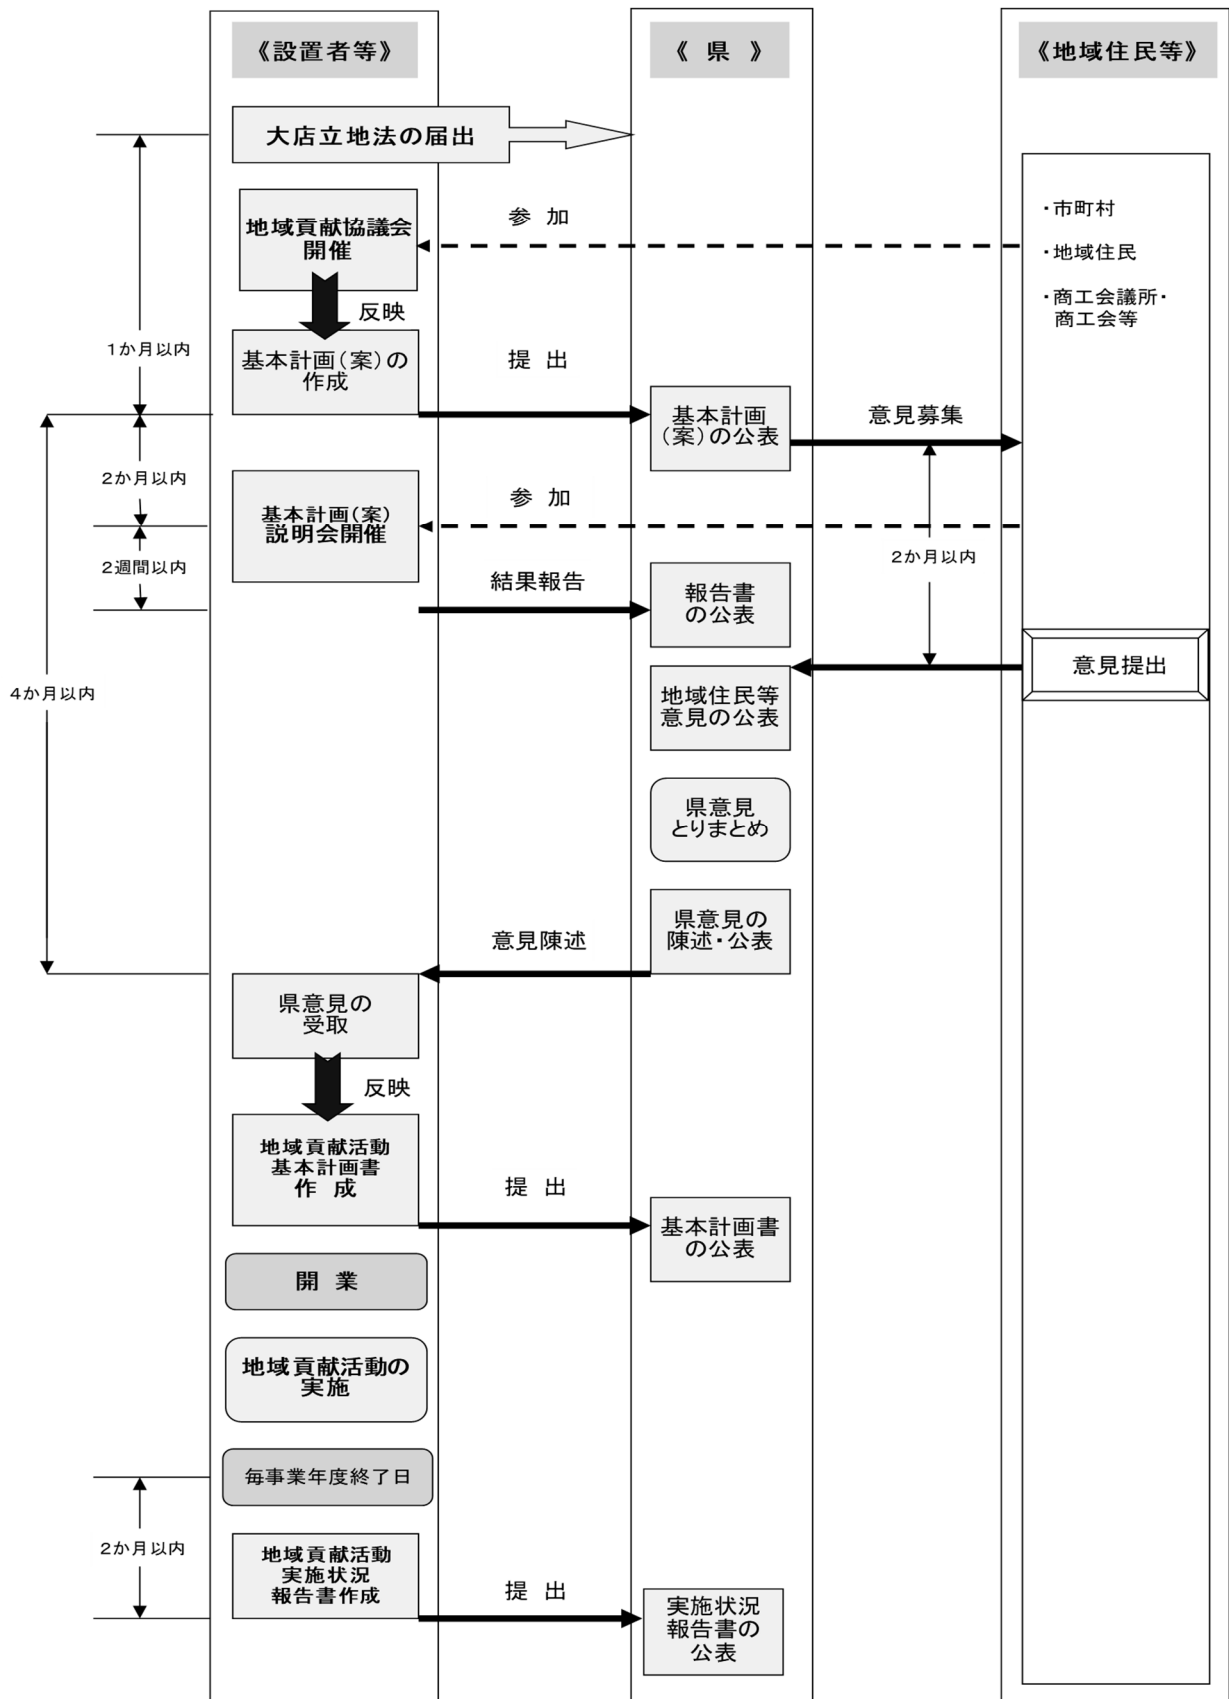 《設置者等》
《 県 》
《地域住民等》
大店立地法の届出
・市町村
・地域住民
・商工会議所・
商工会等
地域貢献協議会
開催
参 加
反映
1か月以内
基本計画(案)の
作成
提 出
基本計画
(案)の公表
意見募集
2か月以内
基本計画(案)
説明会開催
参 加
2か月以内
2週間以内
結果報告
報告書
の公表
意見提出
4か月以内
地域住民等
意見の公表
県意見
とりまとめ
県意見の
陳述・公表
意見陳述
県意見の
受取
反映
地域貢献活動
基本計画書
作 成
提 出
基本計画書
の公表
開 業
地域貢献活動の
実施
毎事業年度終了日
2か月以内
地域貢献活動
実施状況
報告書作成
提 出
実施状況
報告書の
公表